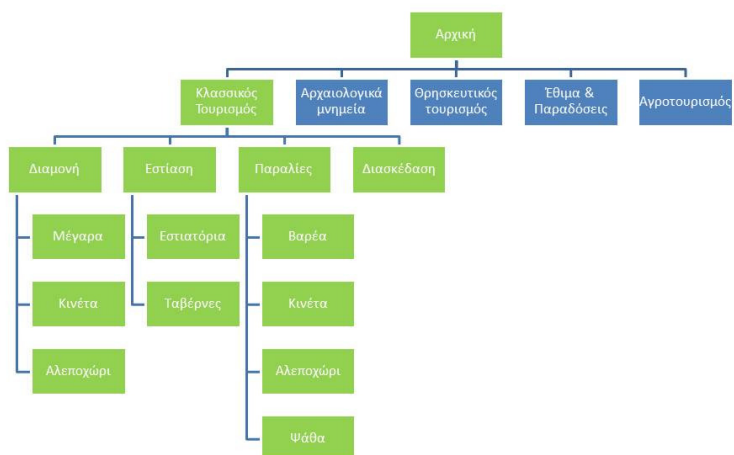 Αρχική
Κλασσικός
Τουρισμός
Αρχαιολογικά
μνημεία
Θρησκευτικός
τουρισμός
Έθιμα &
Παραδόσεις
Αγροτουρισμός
Διαμονή
Εστίαση
Παραλίες
Διασκέδαση
Μέγαρα
Εστιατόρια
Βαρέα
Κινέτα
Ταβέρνες
Κινέτα
Αλεποχώρι
Αλεποχώρι
Ψάθα